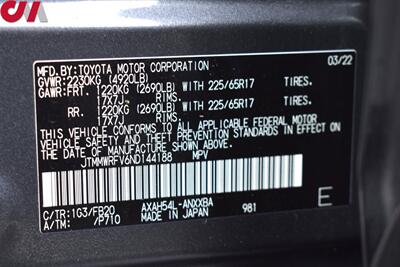 MFD.BY:TOYOTA MOTOR CORPORATION 03/22
GVWR:2230KG (4920LB)
GAWR:FRT. 1220KG (2690LB) WITH 225/65R17 TIRES.
17X7J RIMS.
RR. 1220KG (2690LB) WITH 225/65R17 TIRES.
17X7J RIMS.
THIS VEHICLE CONFORMS TO ALL APPLICABLE FEDERAL MOTOR
VEHICLE SAFETY AND THEFT PREVENTION STANDARDS IN EFFECT
ON THE DATE OF MANUFACTURE SHOWN ABOVE.
JTMMWRFV6ND144188 MPV
C/TR:1G3/FB20 AXAH54L-ANXXBA E
A/TM: /P710 MADE IN JAPAN 981